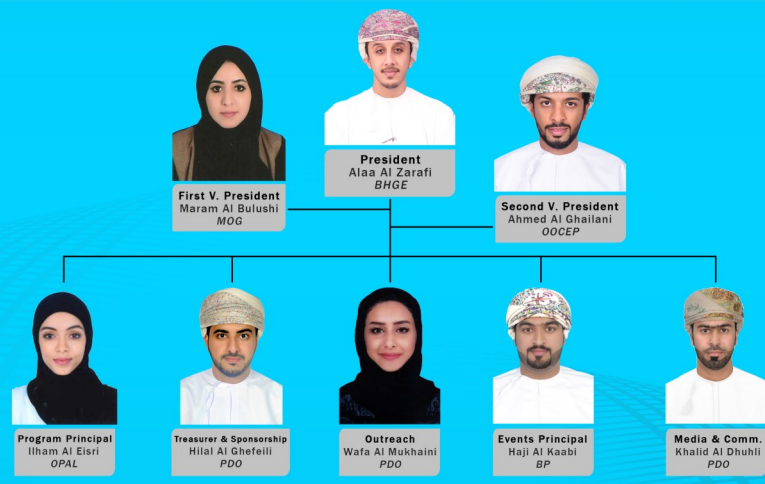 President
Alaa Al Zarafi
BHGE
First V. President
Maram Al Bulushi
MOG
Second V. President
Ahmed Al Ghailani
OOCEP
Program Principal
Ilham Al Eisri
OPAL
Treasurer & Sponsorship
Hilal Al Ghefeili
PDO
Outreach
Wafa Al Mukhaini
PDO
Events Principal
Haji Al Kaabi
BP
Media & Comm.
Khalid Al Dhuhli
PDO